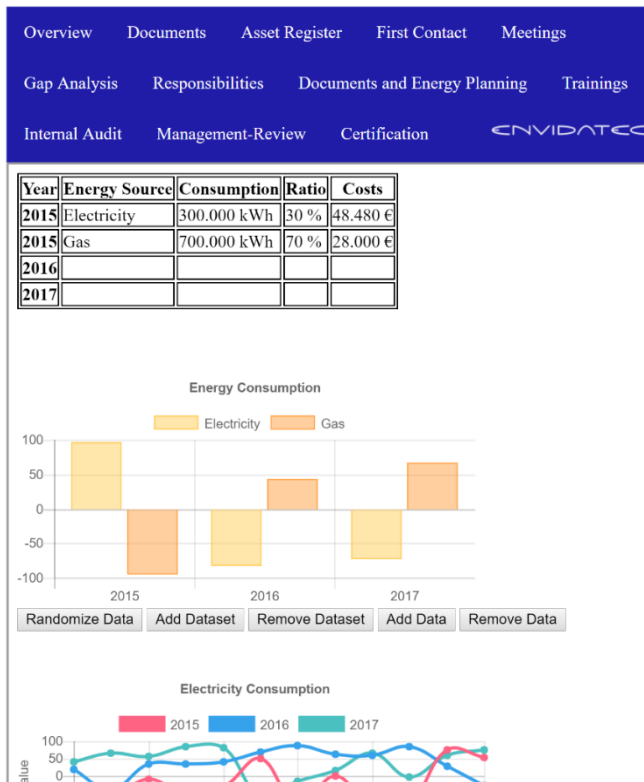 Overview Documents Asset Register First Contact Meetings
Gap Analysis Responsibilities Documents and Energy Planning Trainings
Internal Audit Management-Review Certification ENVIDATEC
Year Energy Source Consumption Ratio Costs
2015 Electricity 300.000 kWh 30 % 48.480 €
2015 Gas 700.000 kWh 70 % 28.000 €
2016
2017
Energy Consumption
Electricity Gas
100
50
0
-50
-100
2015 2016 2017
Randomize Data Add Dataset Remove Dataset Add Data Remove Data
Electricity Consumption
2015 2016 2017
100
50
0